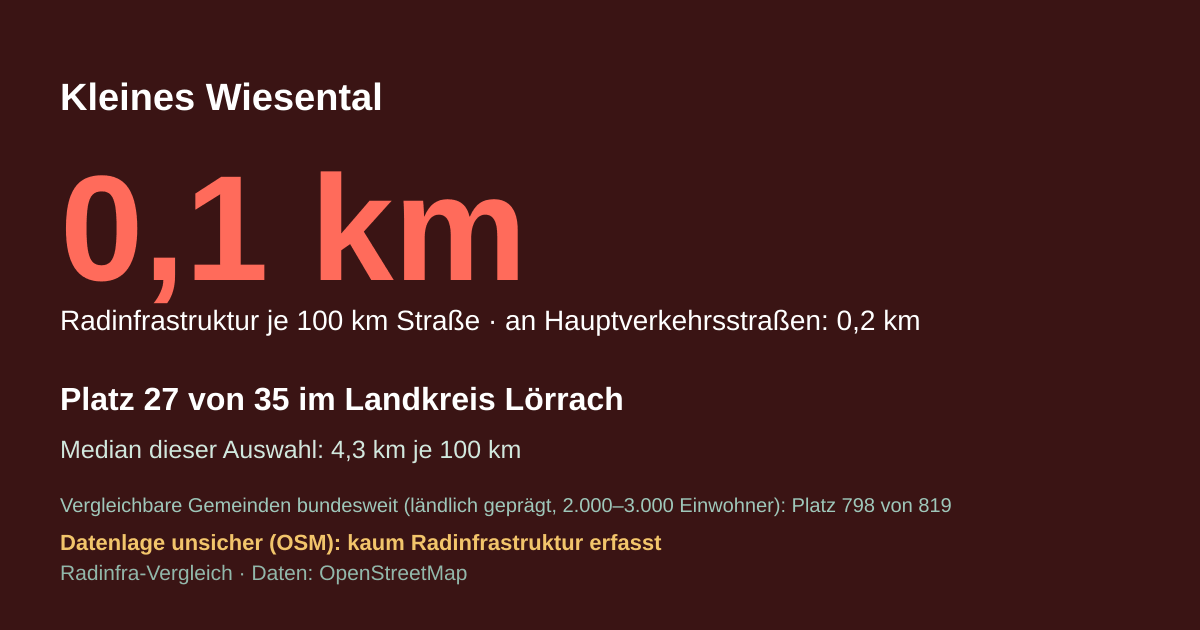 Kleines Wiesental
0,1 km
Radinfrastruktur je 100 km Straße · an Hauptverkehrsstraßen: 0,2 km
Platz 27 von 35 im Landkreis Lörrach
Median dieser Auswahl: 4,3 km je 100 km
Vergleichbare Gemeinden bundesweit (ländlich geprägt, 2.000–3.000 Einwohner): Platz 798 von 819
Datenlage unsicher (OSM): kaum Radinfrastruktur erfasst
Radinfra-Vergleich · Daten: OpenStreetMap